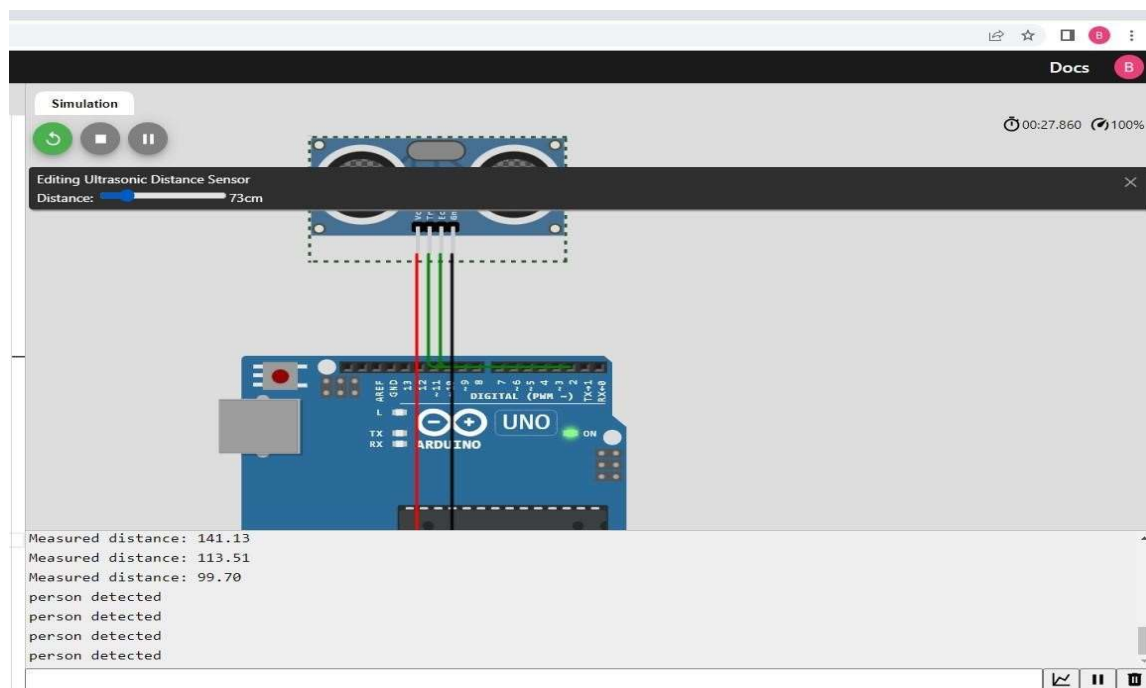 B
Docs
B
Simulation
00:27.860 100%
Editing Ultrasonic Distance Sensor
Distance: 73cm
AREF
GND
13
12
~11
~10
~9
8
7
~6
~5
4
~3
2
TX→1
RX←0
DIGITAL (PWM ~)
L
TX
RX
UNO
ON
ARDUINO
Measured distance: 141.13
Measured distance: 113.51
Measured distance: 99.70
person detected
person detected
person detected
person detected